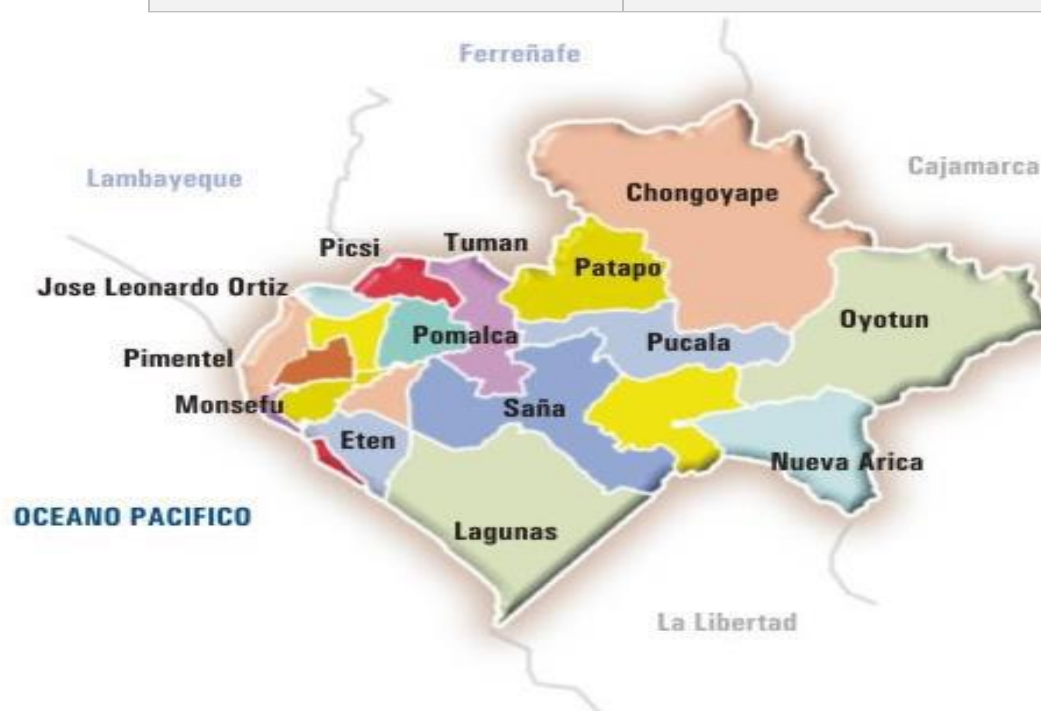 Ferreñafe
Cajamarca
Lambayeque
Chongoyape
Picsi
Tuman
Patapo
Jose Leonardo Ortiz
Oyotun
Pomalca
Pucala
Pimentel
Monsefu
Saña
Eten
Nueva Arica
OCEANO PACIFICO
Lagunas
La Libertad